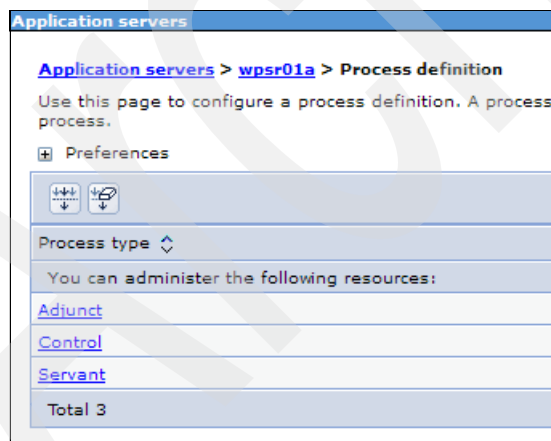 Application servers
Application servers > wpsr01a > Process definition
Use this page to configure a process definition. A process
process.
Preferences
Process type
You can administer the following resources:
Adjunct
Control
Servant
Total 3